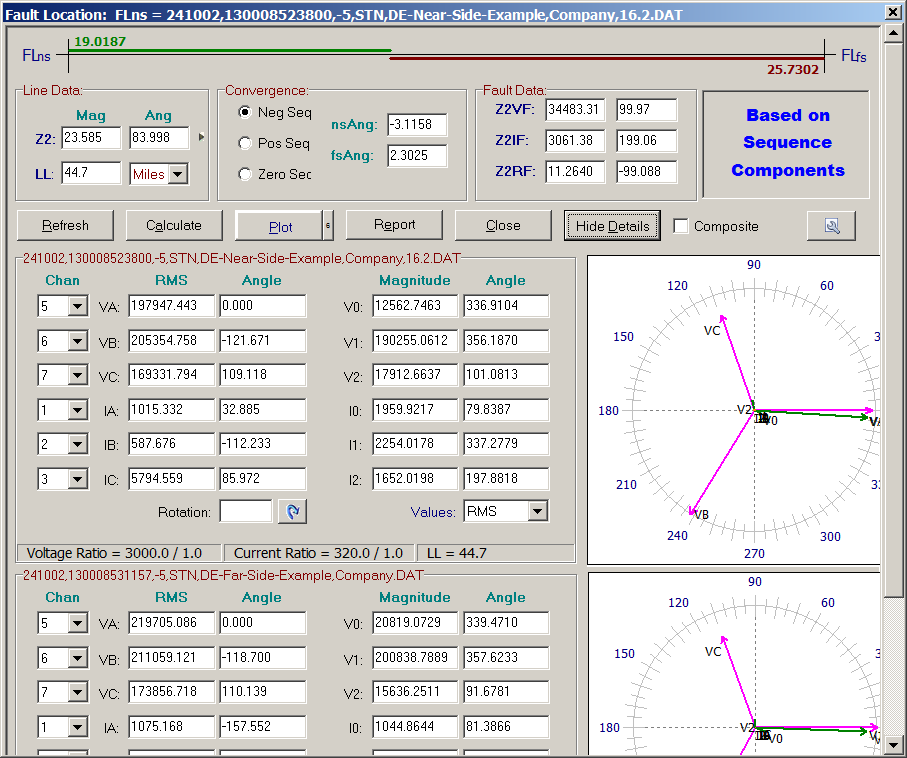 Fault Location:  FLns = 241002,130008523800,-5,STN,DE-Near-Side-Example,Company,16.2.DAT
19.0187
FLns
FLfs
25.7302
Line Data:
Mag Ang
Z2: 23.585 83.998
LL: 44.7 Miles
Convergence:
Neg Seq
Pos Seq
Zero Sec
nsAng: -3.1158
fsAng: 2.3025
Fault Data:
Z2VF: 34483.31 99.97
Z2IF: 3061.38 199.06
Z2RF: 11.2640 -99.088
Based on
Sequence
Components
Refresh Calculate Plot s Report Close Hide Details Composite
241002,130008523800,-5,STN,DE-Near-Side-Example,Company,16.2.DAT
Chan RMS Angle Magnitude Angle
5 VA: 197947.443 0.000 V0: 12562.7463 336.9104
6 VB: 205354.758 -121.671 V1: 190255.0612 356.1870
7 VC: 169331.794 109.118 V2: 17912.6637 101.0813
1 IA: 1015.332 32.885 I0: 1959.9217 79.8387
2 IB: 587.676 -112.233 I1: 2254.0178 337.2779
3 IC: 5794.559 85.972 I2: 1652.0198 197.8818
Rotation: Values: RMS
Voltage Ratio = 3000.0 / 1.0 Current Ratio = 320.0 / 1.0 LL = 44.7
90
120 60
150
VC
180 V2 V0
210
VB
240 300
270
241002,130008531157,-5,STN,DE-Far-Side-Example,Company.DAT
Chan RMS Angle Magnitude Angle
5 VA: 219705.086 0.000 V0: 20819.0729 339.4710
6 VB: 211059.121 -118.700 V1: 200838.7889 357.6233
7 VC: 173856.718 110.139 V2: 15636.2511 91.6781
1 IA: 1075.168 -157.552 I0: 1044.8644 81.3866
90
120 60
150
VC
180 V2 V0